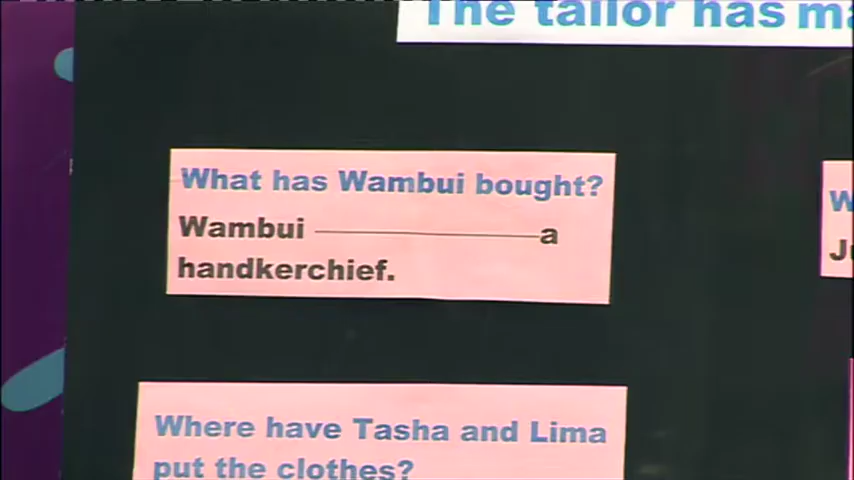 The tailor has
What has Wambui bought?
Wambui ——————— a
handkerchief.
Where have Tasha and Lima
put the clothes?